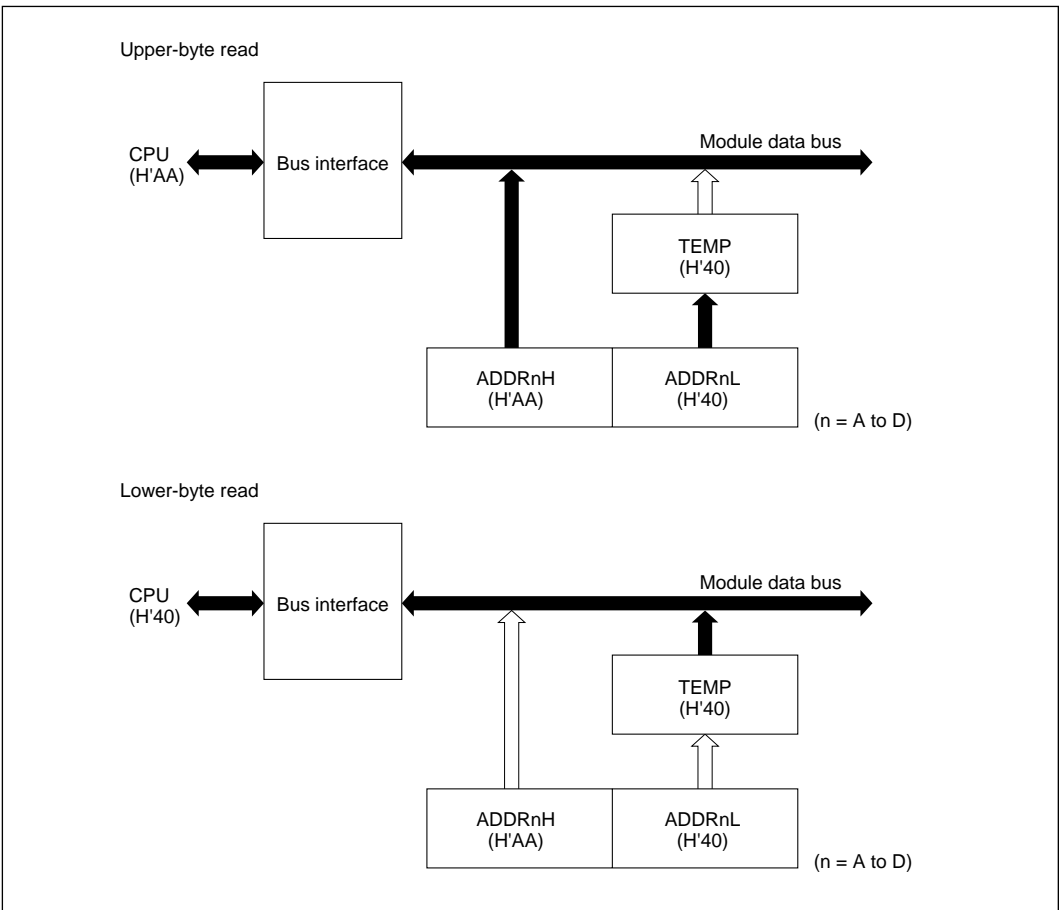 Upper-byte read
CPU
(H'AA)
Bus interface
Module data bus
TEMP
(H'40)
ADDRnH
(H'AA)
ADDRnL
(H'40)
(n = A to D)
Lower-byte read
CPU
(H'40)
Bus interface
Module data bus
TEMP
(H'40)
ADDRnH
(H'AA)
ADDRnL
(H'40)
(n = A to D)